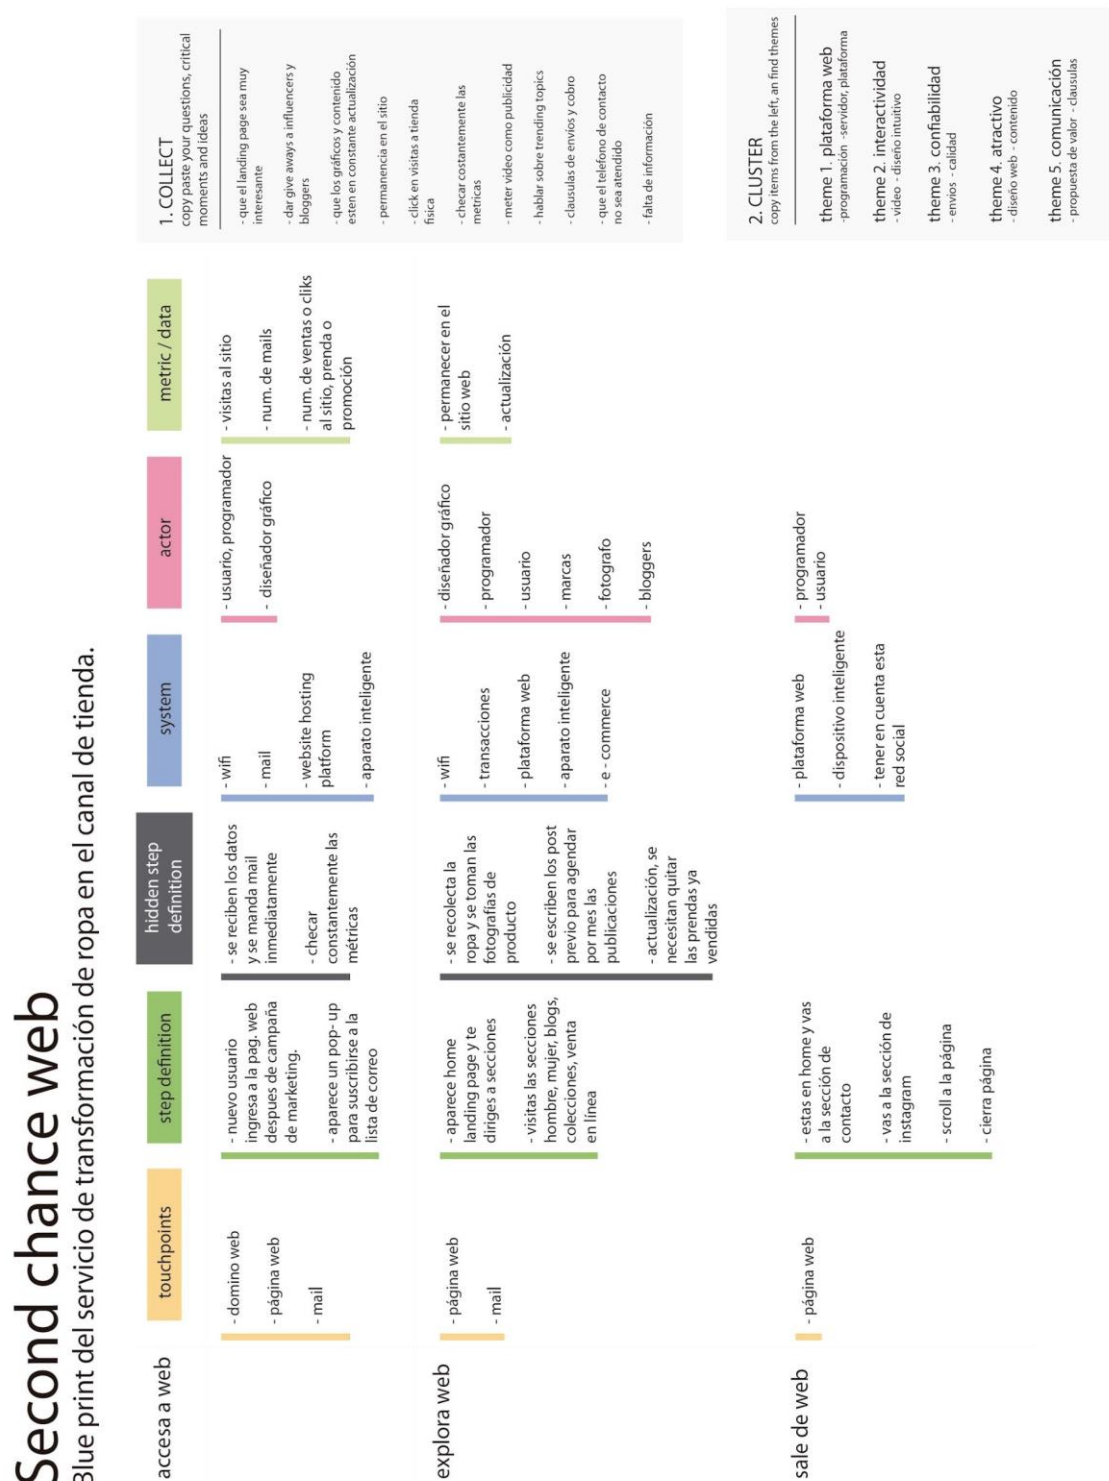 Second chance web
Blue print del servicio de transformación de ropa en el canal de tienda.
touchpoints
step definition
hidden step
definition
system
actor
metric / data
accesa a web
- domino web
- página web
- mail
- nuevo usuario
ingresa a la pag. web
despues de campaña
de marketing.
- aparece un pop- up
para suscribirse a la
lista de correo
- se reciben los datos
y se manda mail
inmediatamente
- checar
constantemente las
métricas
- wifi
- mail
- website hosting
platform
- aparato inteligente
- usuario, programador
- diseñador gráfico
- visitas al sitio
- num. de mails
- num. de ventas o cliks
al sitio, prenda o
promoción
explora web
- página web
- mail
- aparece home
landing page y te
diriges a secciones
- visitas las secciones
hombre, mujer, blogs,
colecciones, venta
en línea
- se recolecta la
ropa y se toman las
fotografías de
producto
- se escriben los post
previo para agendar
por mes las
publicaciones
- actualización, se
necesitan quitar
las prendas ya
vendidas
- wifi
- transacciones
- plataforma web
- aparato inteligente
- e - commerce
- diseñador gráfico
- programador
- usuario
- marcas
- fotografo
- bloggers
- permanecer en el
sitio web
- actualización
sale de web
- página web
- estas en home y vas
a la sección de
contacto
- vas a la sección de
instagram
- scroll a la página
- cierra página
- plataforma web
- dispositivo inteligente
- tener en cuenta esta
red social
- programador
- usuario
1. COLLECT
copy paste your questions, critical
moments and ideas
- que el landing page sea muy
interesante
- dar give aways a influencers y
bloggers
- que los gráficos y contenido
esten en constante actualización
- permanencia en el sitio
- click en visitas a tienda
fisica
- checar costantemente las
metricas
- meter video como publicidad
- hablar sobre trending topics
- clausulas de envios y cobro
- que el telefono de contacto
no sea atendido
- falta de información
2. CLUSTER
copy items from the left, an find themes
theme 1. plataforma web
-programación -servidor, plataforma
theme 2. interactividad
- video - diseño intuitivo
theme 3. confiabilidad
- envios - calidad
theme 4. atractivo
- diseño web - contenido
theme 5. comunicación
- propuesta de valor - clausulas